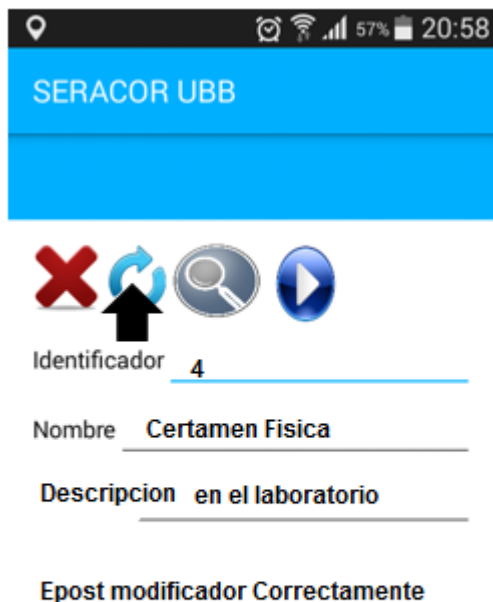 57% 20:58
SERACOR UBB
Identificador 4
Nombre Certamen Fisica
Descripcion en el laboratorio
Epost modificador Correctamente